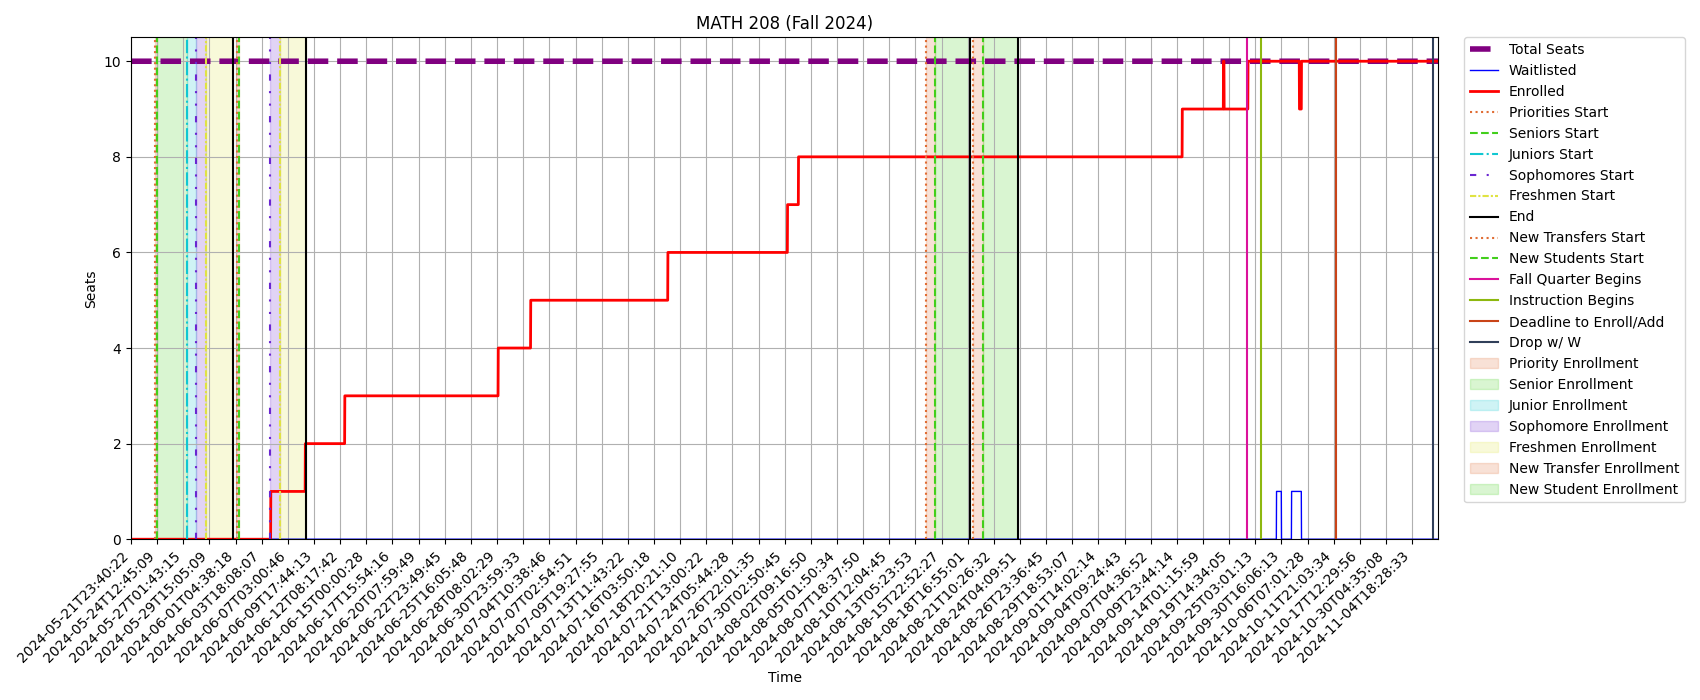 MATH 208 (Fall 2024)
Seats
10
8
6
4
2
0
2024-05-21T23:40:22
2024-05-24T12:45:09
2024-05-27T01:43:15
2024-05-29T15:05:09
2024-06-01T04:38:18
2024-06-03T18:08:07
2024-06-07T03:00:46
2024-06-09T17:44:13
2024-06-12T08:17:42
2024-06-15T00:00:28
2024-06-17T15:54:16
2024-06-20T07:59:49
2024-06-22T23:49:45
2024-06-25T16:05:48
2024-06-28T08:02:29
2024-06-30T23:59:33
2024-07-04T10:38:46
2024-07-07T02:54:51
2024-07-09T19:27:55
2024-07-13T11:43:22
2024-07-16T03:50:18
2024-07-18T20:21:10
2024-07-21T13:00:22
2024-07-24T05:44:28
2024-07-26T22:01:35
2024-07-30T02:50:45
2024-08-02T09:16:50
2024-08-05T01:50:34
2024-08-07T18:37:50
2024-08-10T12:04:45
2024-08-13T05:23:53
2024-08-15T22:52:27
2024-08-18T16:55:01
2024-08-21T10:26:32
2024-08-24T04:09:51
2024-08-26T23:36:45
2024-08-29T18:53:07
2024-09-01T14:02:14
2024-09-04T09:24:43
2024-09-07T04:36:52
2024-09-09T23:44:14
2024-09-14T01:15:59
2024-09-19T14:34:05
2024-09-25T03:01:13
2024-09-30T16:06:13
2024-10-06T07:01:28
2024-10-11T21:03:34
2024-10-17T12:29:56
2024-10-30T04:35:08
2024-11-04T18:28:33
Time
Total Seats
Waitlisted
Enrolled
Priorities Start
Seniors Start
Juniors Start
Sophomores Start
Freshmen Start
End
New Transfers Start
New Students Start
Fall Quarter Begins
Instruction Begins
Deadline to Enroll/Add
Drop w/ W
Priority Enrollment
Senior Enrollment
Junior Enrollment
Sophomore Enrollment
Freshmen Enrollment
New Transfer Enrollment
New Student Enrollment